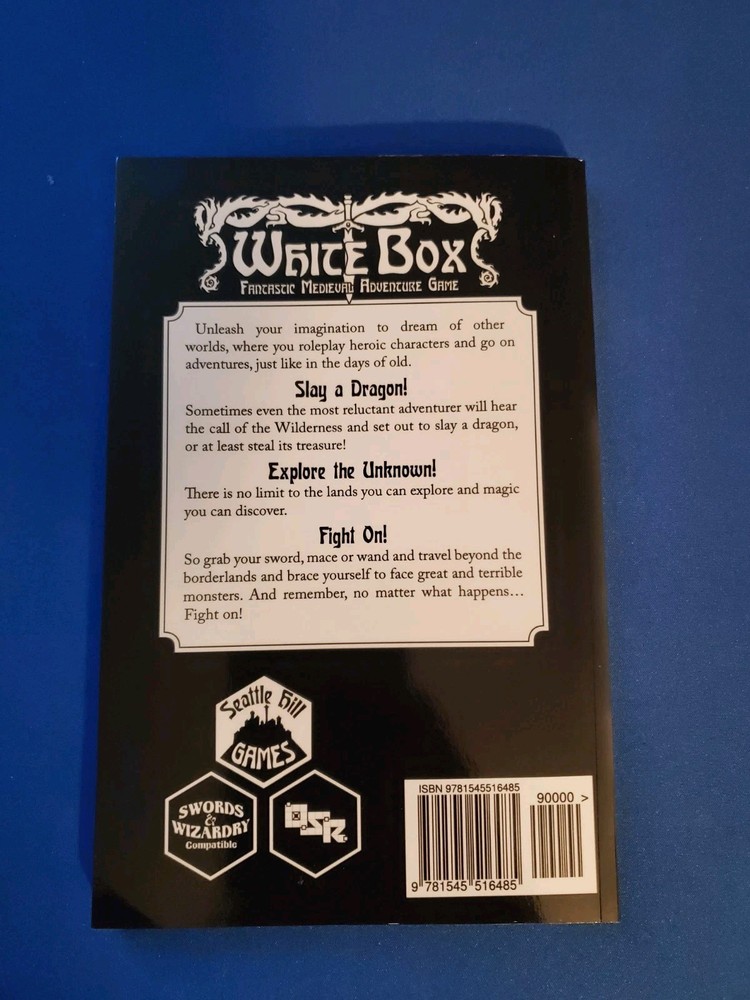 White Box
Fantastic Medieval Adventure Game
Unleash your imagination to dream of other
worlds, where you roleplay heroic characters and go on
adventures, just like in the days of old.
Slay a Dragon!
Sometimes even the most reluctant adventurer will hear
the call of the Wilderness and set out to slay a dragon,
or at least steal its treasure!
Explore the Unknown!
There is no limit to the lands you can explore and magic
you can discover.
Fight On!
So grab your sword, mace or wand and travel beyond the
borderlands and brace yourself to face great and terrible
monsters. And remember, no matter what happens…
Fight on!
Seattle Hill
GAMES
SWORDS
&
WIZARDRY
Compatible
O.S.R.
ISBN 9781545516485
90000 >
9 781545 516485